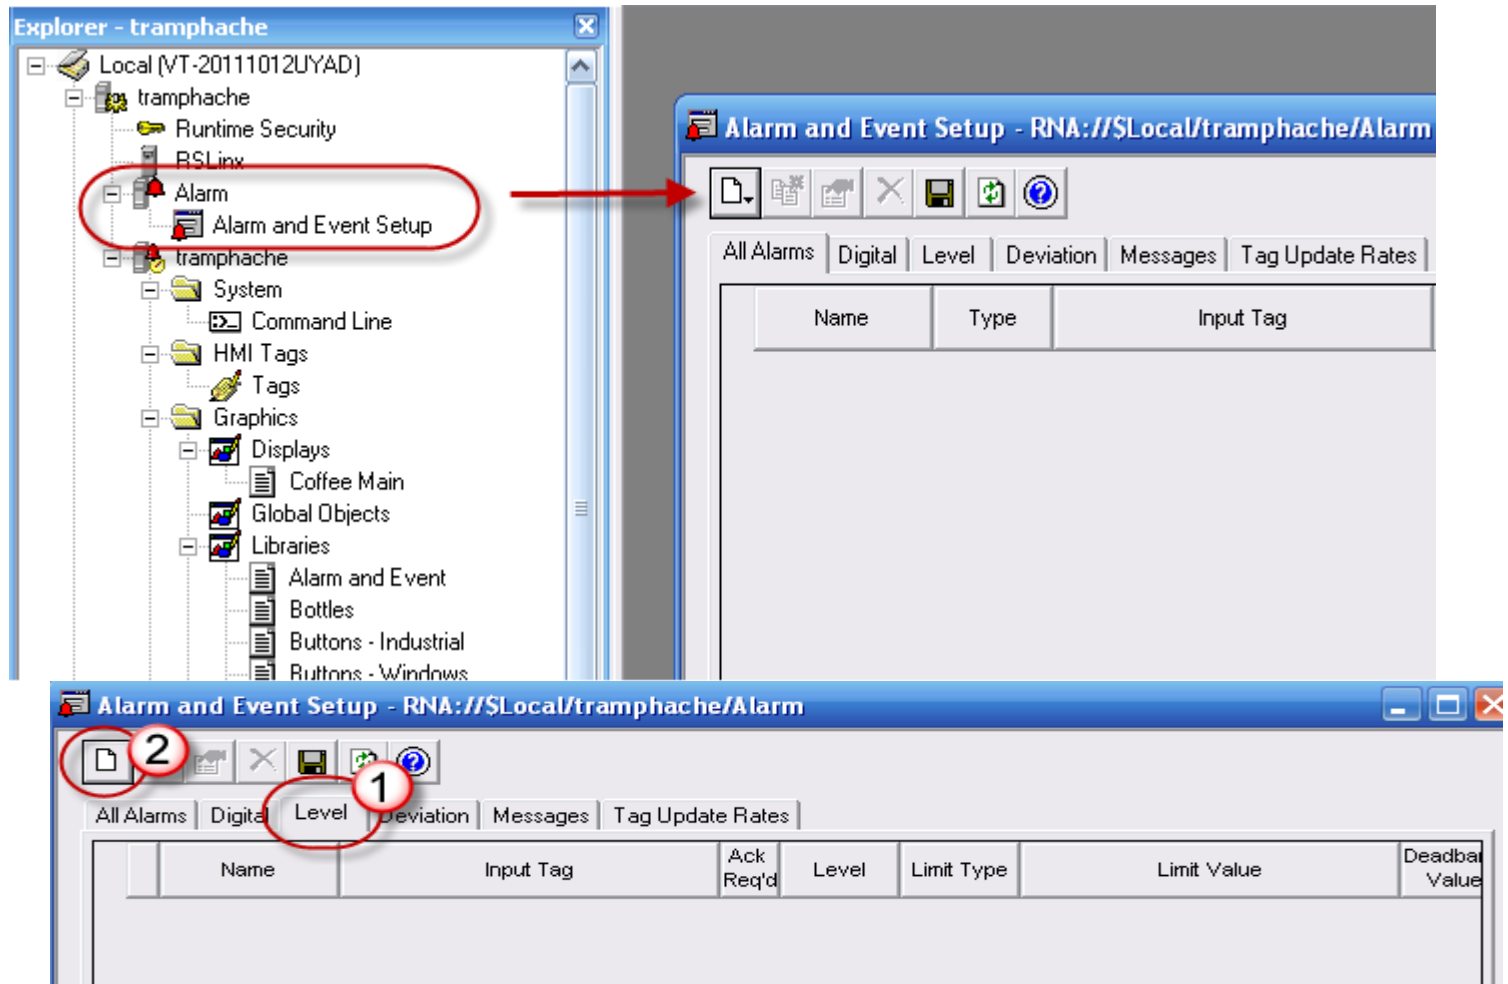 Explorer - tramphache
Local (VT-20111012UYAD)
tramphache
Runtime Security
RSLinx
Alarm
Alarm and Event Setup
tramphache
System
Command Line
HMI Tags
Tags
Graphics
Displays
Coffee Main
Global Objects
Libraries
Alarm and Event
Bottles
Buttons - Industrial
Buttons - Windows
Alarm and Event Setup - RNA://$Local/tramphache/Alarm
All Alarms Digital Level Deviation Messages Tag Update Rates
Name Type Input Tag
Alarm and Event Setup - RNA://$Local/tramphache/Alarm
2
1
All Alarms Digital Level Deviation Messages Tag Update Rates
Name Input Tag Ack Req'd Level Limit Type Limit Value Deadba Value